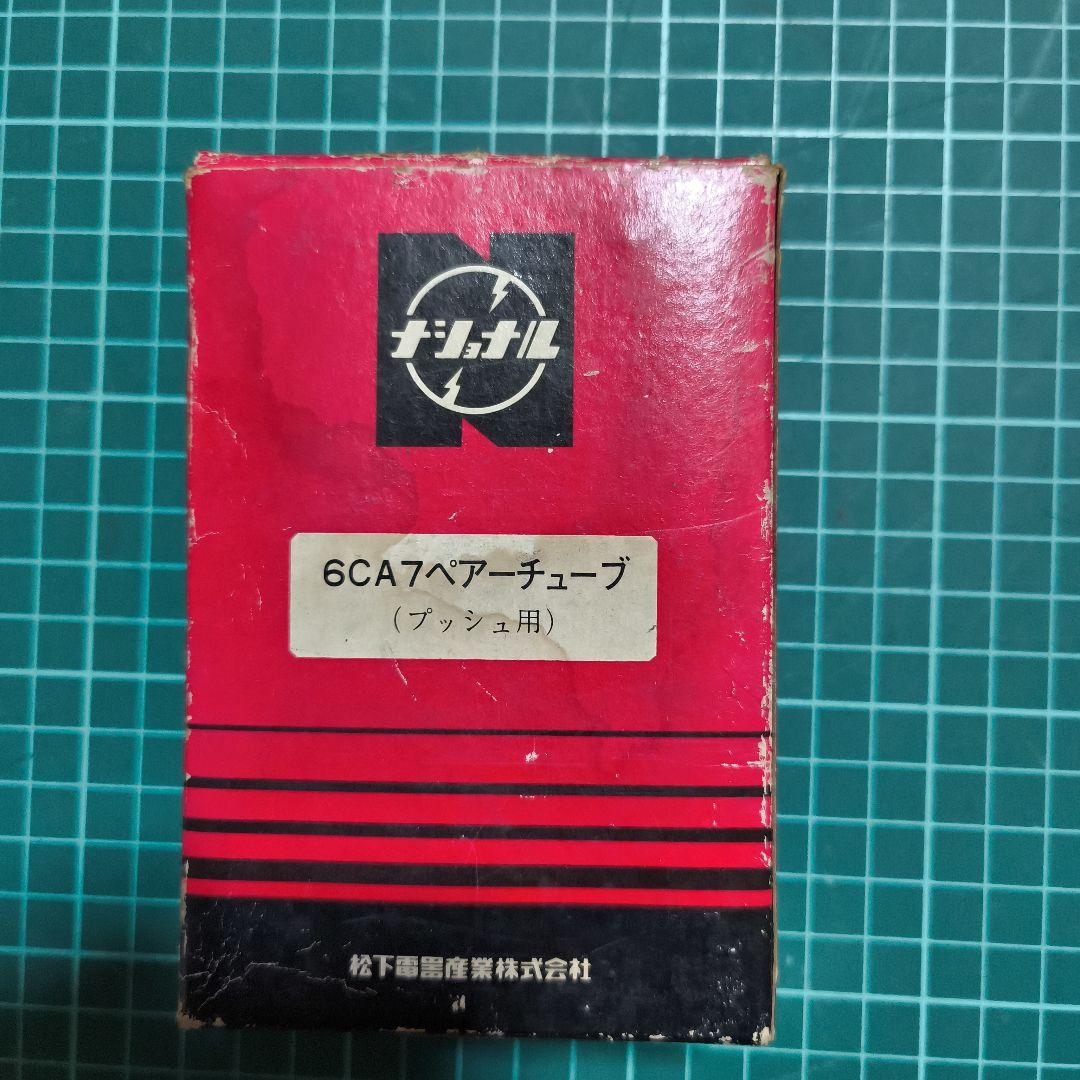 ナショナル
6CA7ペアーチューブ
(プッシュ用)
松下電器産業株式会社